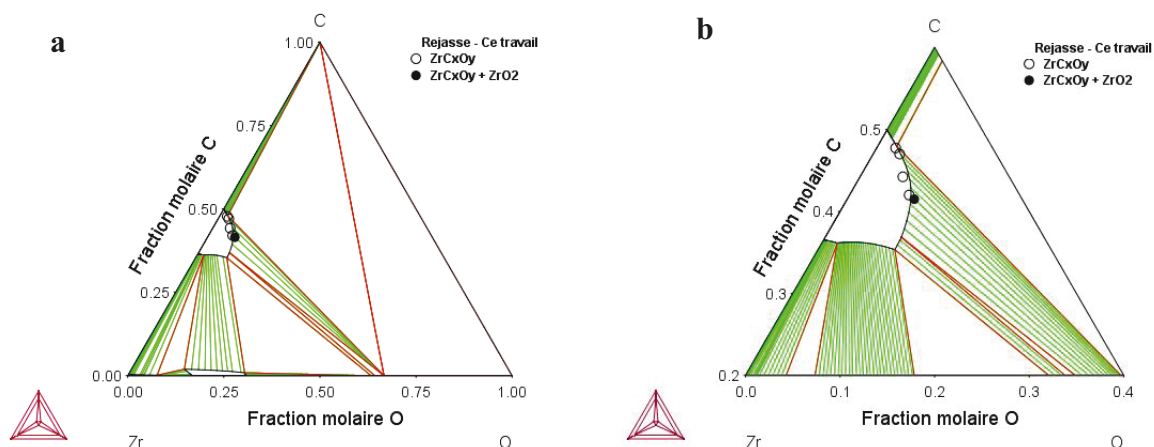 a
C
1.00
Rejasse - Ce travail
ZrCxOy
ZrCxOy + ZrO2
0.75
Fraction molaire C
0.50
0.25
0.00
0.0
0.25
0.50
0.75
1.00
Fraction molaire O
Zr
O
b
C
Rejasse - Ce travail
ZrCxOy
ZrCxOy + ZrO2
0.5
Fraction molaire C
0.4
0.3
0.2
0.0
0.1
0.2
0.3
0.4
Fraction molaire O
Zr
O